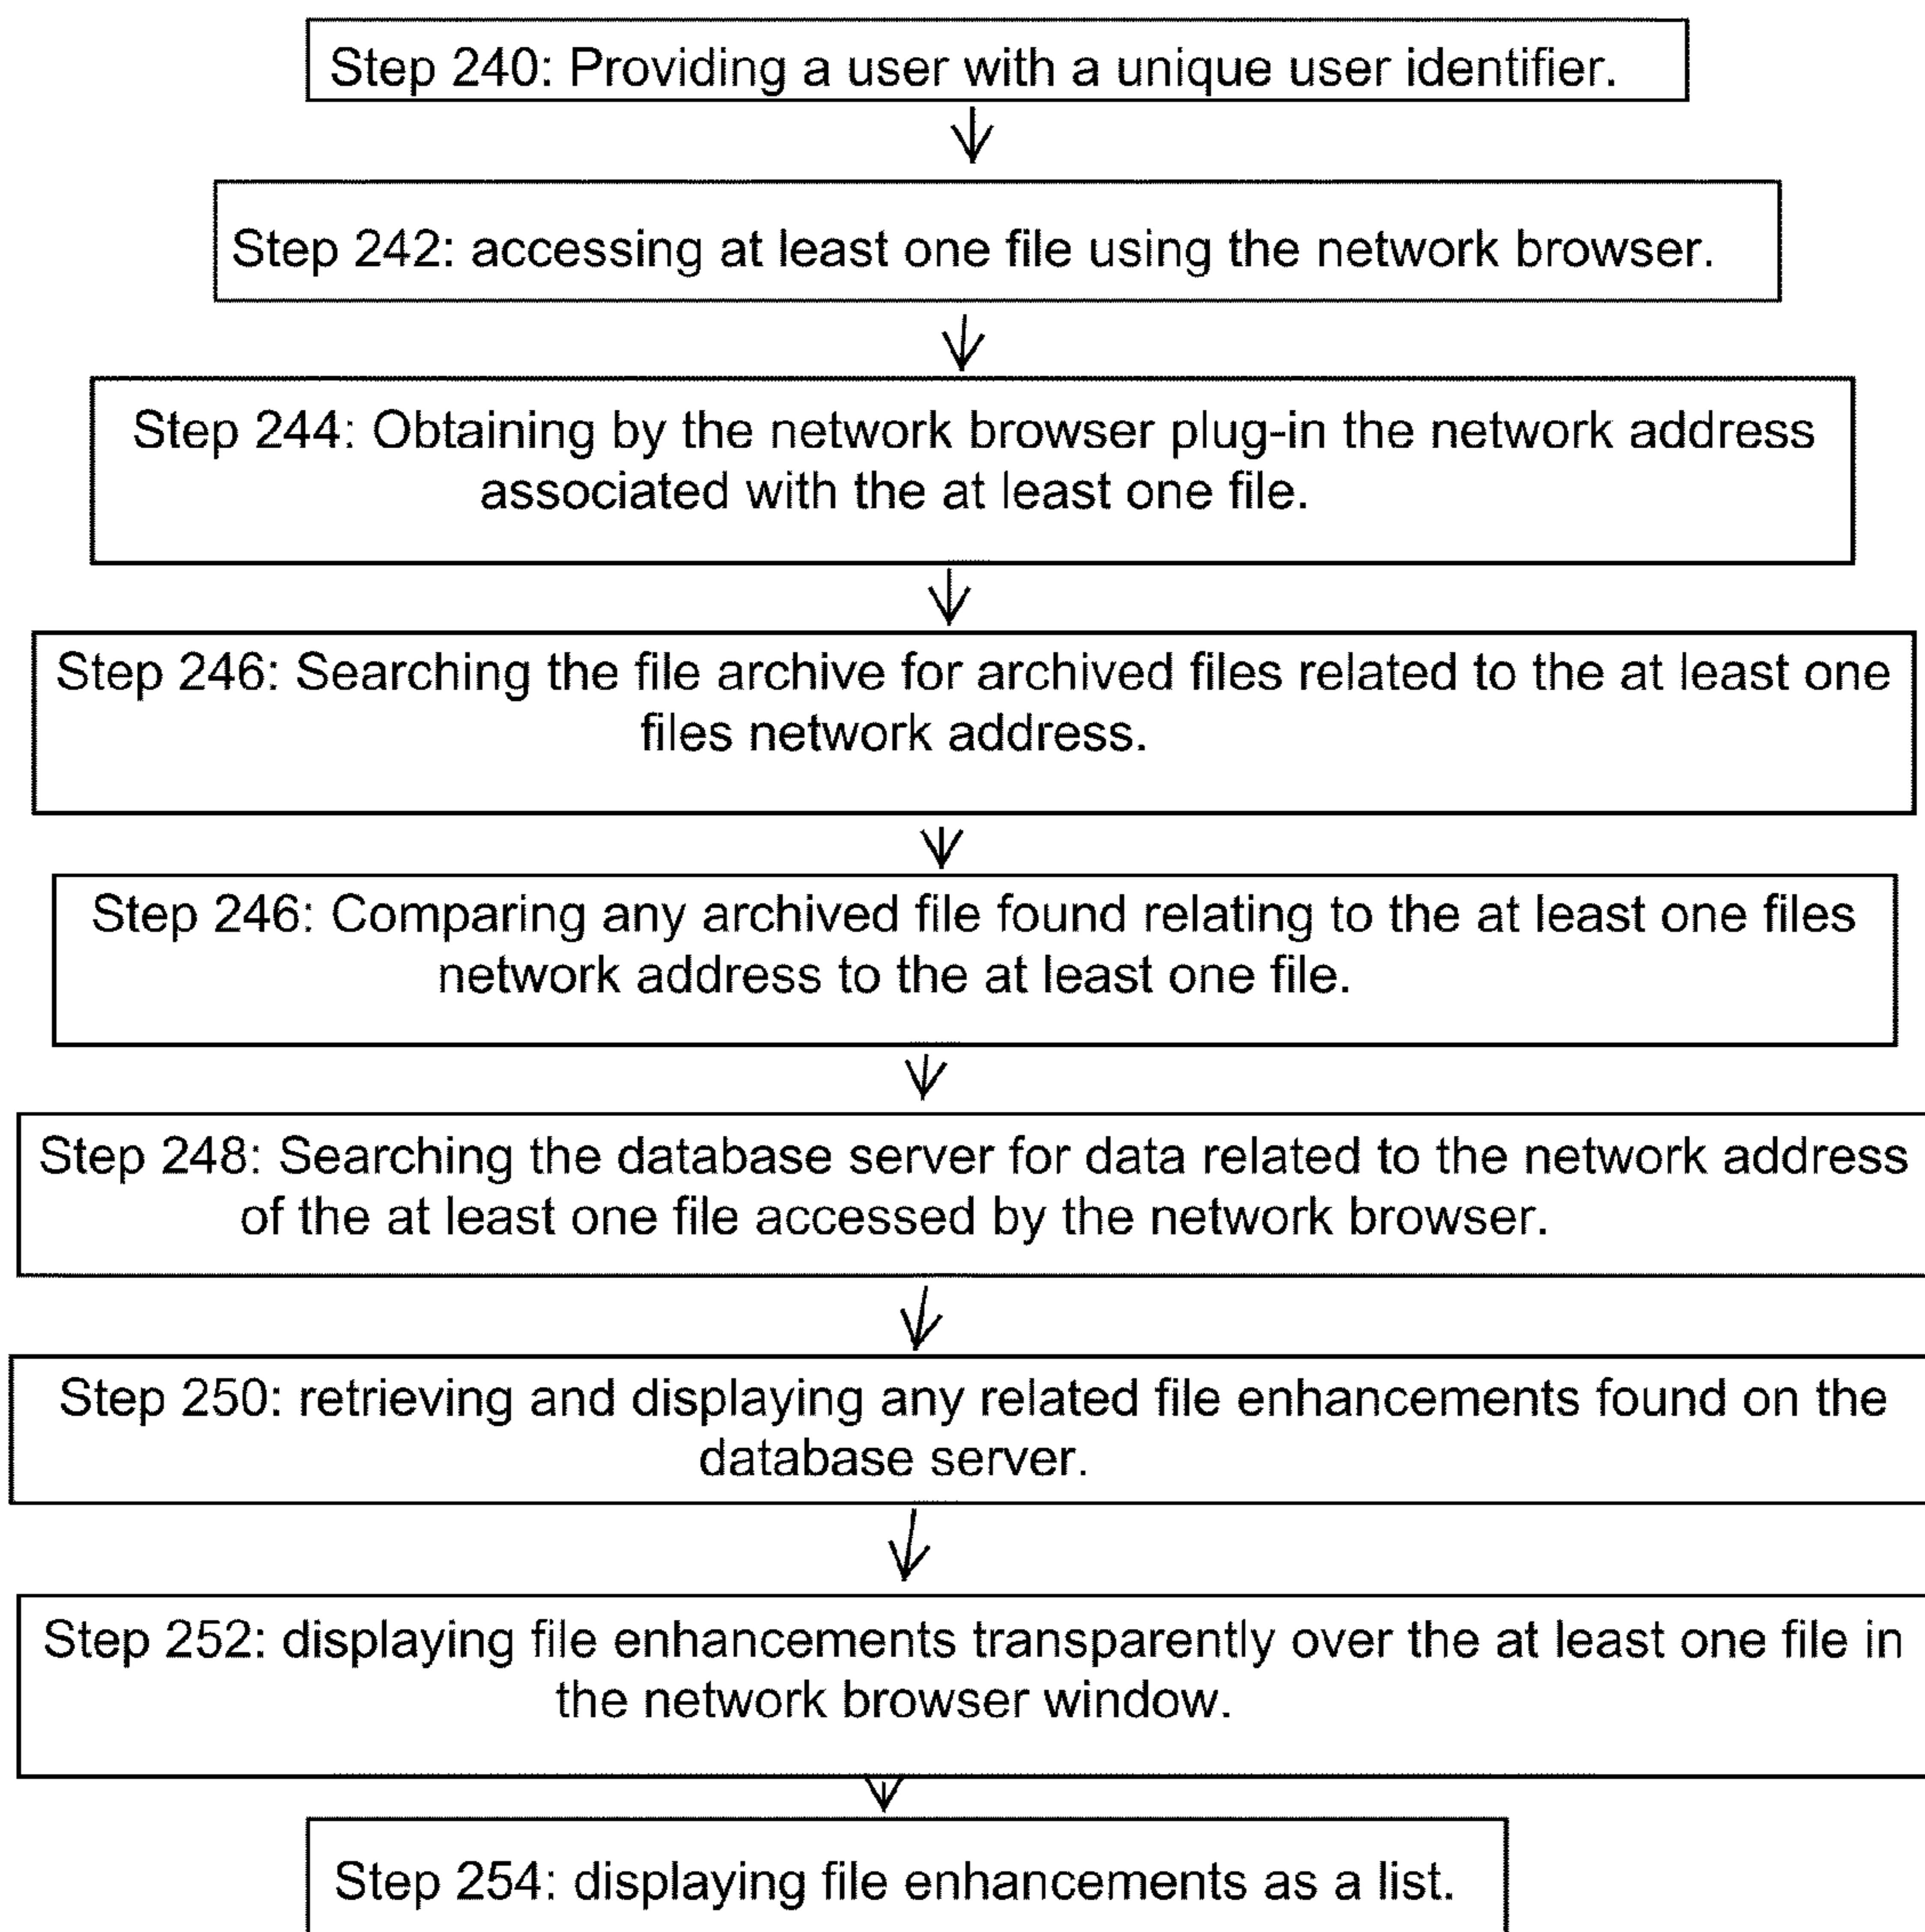 Step 240: Providing a user with a unique user identifier.
Step 242: accessing at least one file using the network browser.
Step 244: Obtaining by the network browser plug-in the network address
associated with the at least one file.
Step 246: Searching the file archive for archived files related to the at least one
files network address.
Step 246: Comparing any archived file found relating to the at least one files
network address to the at least one file.
Step 248: Searching the database server for data related to the network address
of the at least one file accessed by the network browser.
Step 250: retrieving and displaying any related file enhancements found on the
database server.
Step 252: displaying file enhancements transparently over the at least one file in
the network browser window.
Step 254: displaying file enhancements as a list.